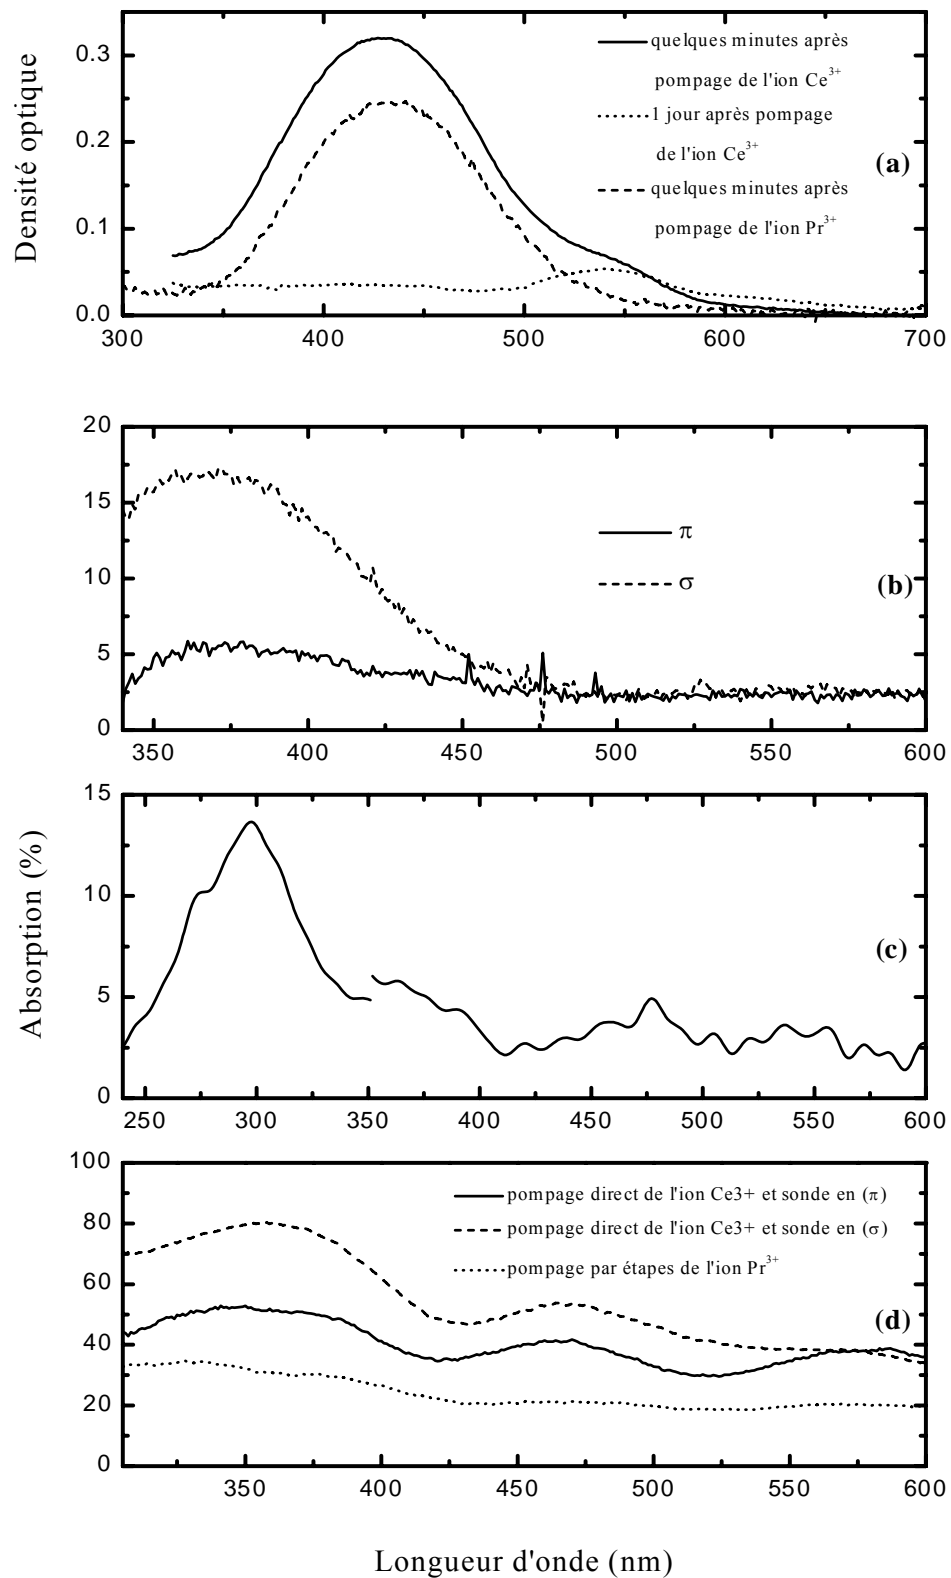 Densité optique
0.3
0.2
0.1
0.0
quelques minutes après
pompage de l'ion Ce3+
1 jour après pompage
de l'ion Ce3+
quelques minutes après
pompage de l'ion Pr3+
(a)
300 400 500 600 700
20
15
10
5
0
π
σ
(b)
350 400 450 500 550 600
Absorption (%)
15
10
5
0
(c)
250 300 350 400 450 500 550 600
100
80
60
40
20
0
pompage direct de l'ion Ce3+ et sonde en (π)
pompage direct de l'ion Ce3+ et sonde en (σ)
pompage par étapes de l'ion Pr3+
(d)
350 400 450 500 550 600
Longueur d'onde (nm)